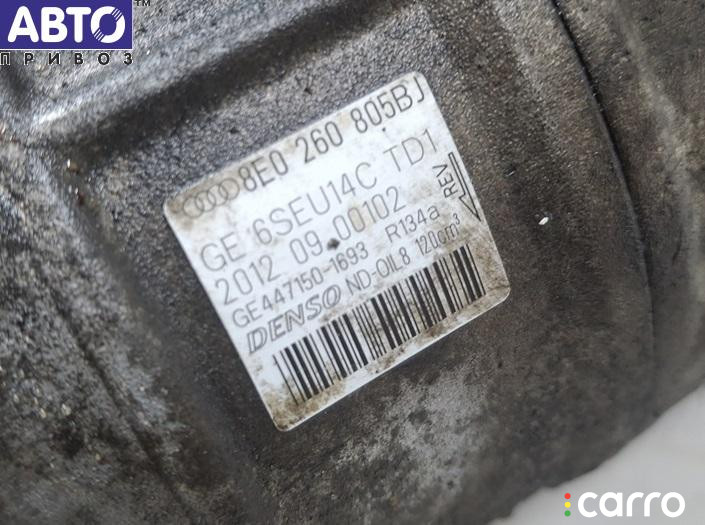 АВТО™
ПРИВОЗ
8E0 260 805BJ
GE 6SEU14C TD1
2012 09 00102
GE447150-1693 R134a
DENSO ND-OIL8 120cm³
REV
carro